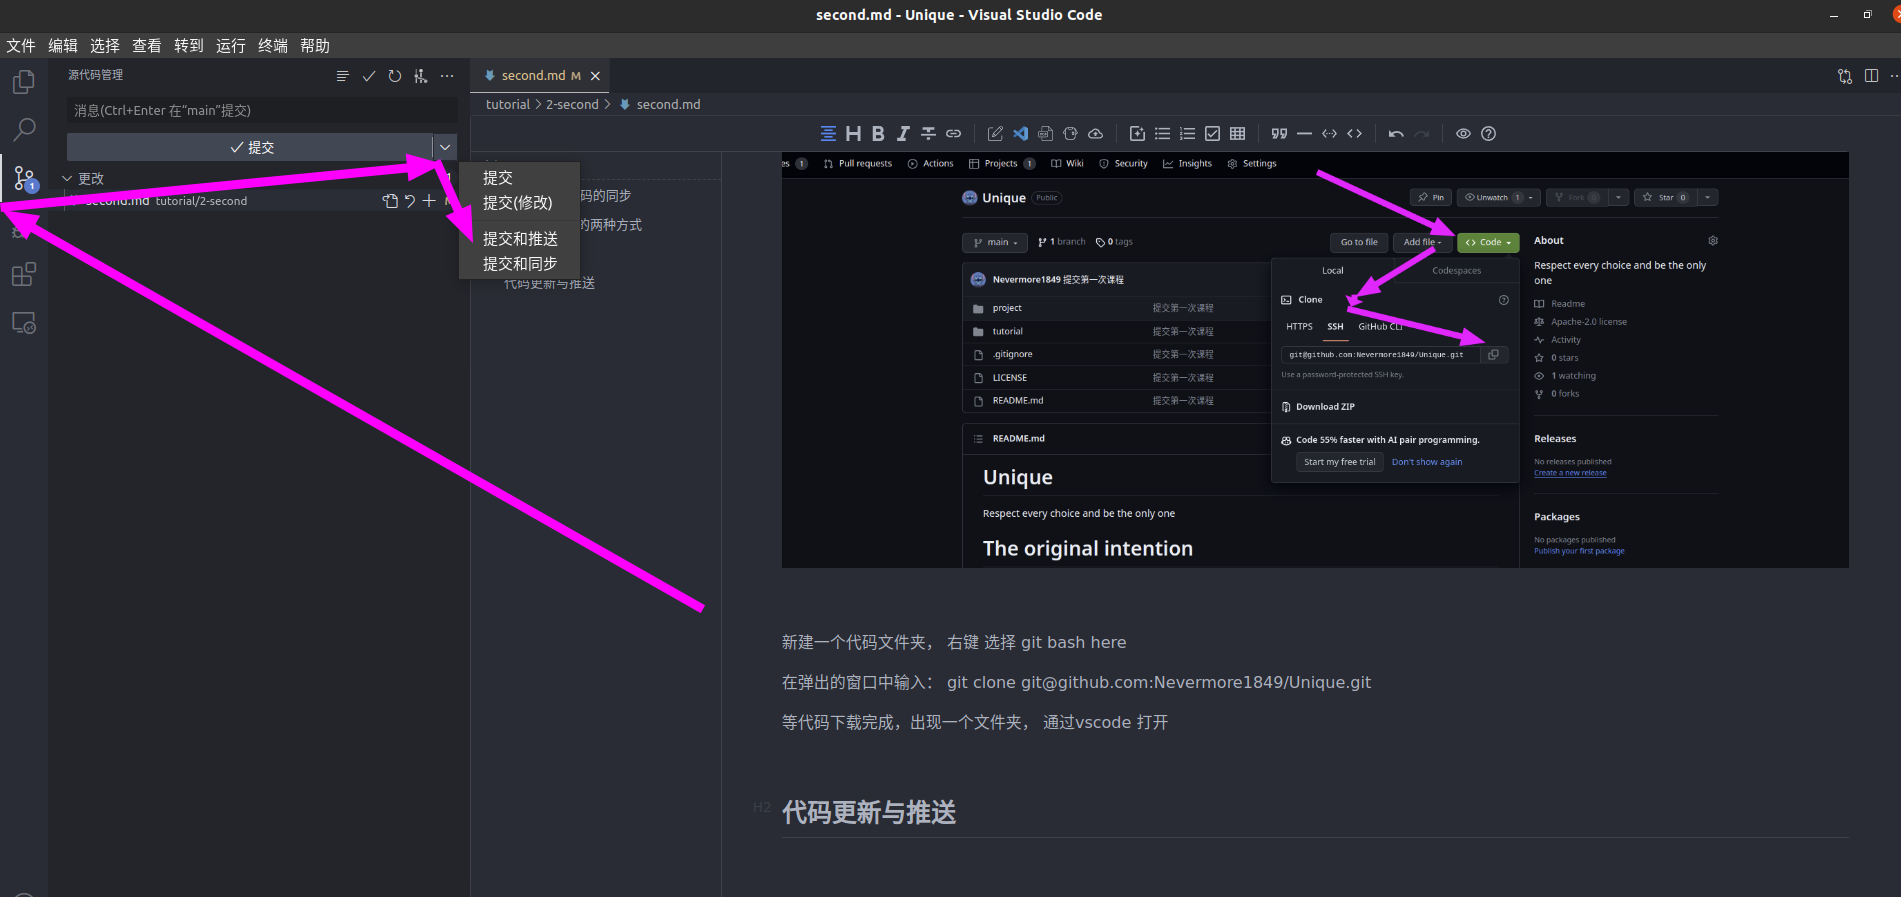 second.md - Unique - Visual Studio Code
文件 编辑 选择 查看 转到 运行 终端 帮助
源代码管理
消息(Ctrl+Enter 在"main"提交)
提交
更改
1
second.md tutorial/2-second
1
提交
提交(修改)
提交和推送
提交和同步
second.md M
tutorial > 2-second > second.md
码的同步
的两种方式
代码更新与推送
1 Pull requests Actions Projects 1 Wiki Security Insights Settings
Unique Public
Pin Unwatch 1 Fork 0 Star 0
main 1 branch 0 tags Go to file Add file Code
Nevermore1849 提交第一次课程
project 提交第一次课程
tutorial 提交第一次课程
.gitignore 提交第一次课程
LICENSE 提交第一次课程
README.md 提交第一次课程
Local Codespaces
Clone
HTTPS SSH GitHub CLI
git@github.com:Nevermore1849/Unique.git
Use a password-protected SSH key.
Download ZIP
Code 55% faster with AI pair programming.
Start my free trial Don't show again
README.md
Unique
Respect every choice and be the only one
The original intention
About
Respect every choice and be the only
one
Readme
Apache-2.0 license
Activity
0 stars
1 watching
0 forks
Releases
No releases published
Create a new release
Packages
No packages published
Publish your first package
新建一个代码文件夹， 右键 选择 git bash here
在弹出的窗口中输入： git clone git@github.com:Nevermore1849/Unique.git
等代码下载完成，出现一个文件夹， 通过vscode 打开
H2 代码更新与推送